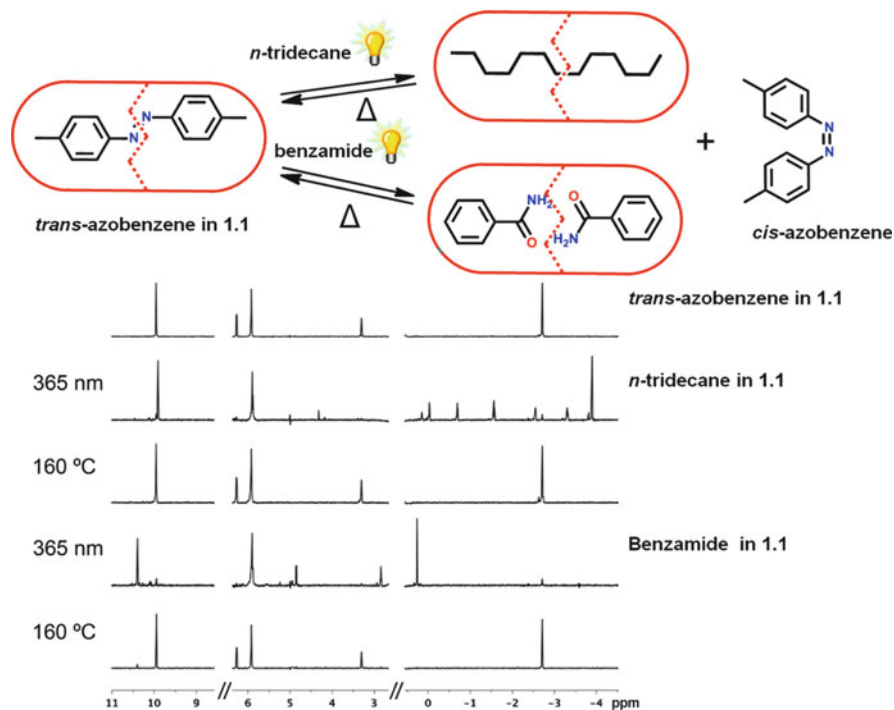 n-tridecane
Δ
benzamide
Δ
N
N
trans-azobenzene in 1.1
NH₂
O
O
H₂N
+
N
N
cis-azobenzene
trans-azobenzene in 1.1
365 nm
n-tridecane in 1.1
160 ºC
365 nm
Benzamide in 1.1
160 ºC
11 10 9 // 6 5 4 3 // 0 -1 -2 -3 -4 ppm